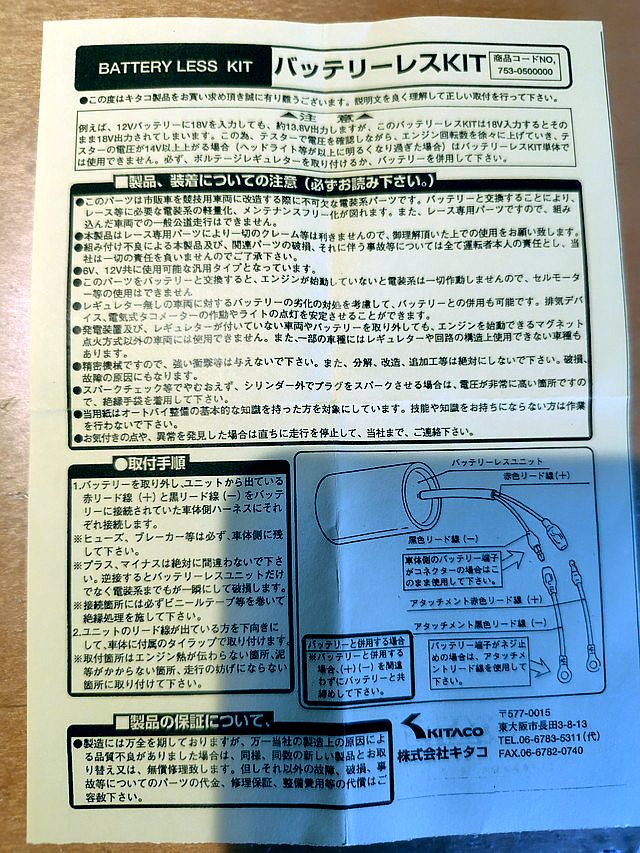 BATTERY LESS KIT
バッテリーレスKIT
商品コードNO,
753-0500000
●この度はキタコ製品をお買い求め頂き誠に有り難うございます。説明文を良く理解して正しい取付を行って下さい。
▲注 意▲
例えば、12Vバッテリーに18Vを入力しても、約13.8V出力しますが、このバッテリーレスKITは18V入力するとその
まま18V出力されてしまいます。この為、テスターで電圧を確認しながら、エンジン回転数を徐々に上げていき、テ
スターの電圧が14V以上上がる場合（ヘッドライト等が以上に明るくなり過ぎた場合）はバッテリーレスKIT単体で
は使用できません。必ず、ボルテージレギュレターを取り付けるか、バッテリーを併用して下さい。
■製品、装着についての注意（必ずお読み下さい。）
●このパーツは市販車を競技用車両に改造する際に不可欠な電装系パーツです。バッテリーと交換することにより、
レース等に必要な電装系の軽量化、メンテナンスフリー化が図れます。また、レース専用パーツですので、組み
込んだ車両での一般公道走行はできません。
●本製品はレース専用パーツにより一切のクレーム等は利きませんので、御理解頂いた上での使用をお願い致します。
●組み付け不良による本製品及び、関連パーツの破損、それに伴う事故等については全て運転者本人の責任とし、当
社は一切の責任を負いませんのでご了承下さい。
●6V、12V共に使用可能な汎用タイプとなっています。
●このパーツをバッテリーと交換すると、エンジンが始動していないと電装系は一切作動しませんので、セルモータ
ー等の使用はできません
●レギュレター無しの車両に対するバッテリーの劣化の対処を考慮して、バッテリーとの併用も可能です。排気デバ
イス、電気式タコメーターの作動やライトの点灯を安定させることができます。
●発電装置及び、レギュレターが付いていない車両やバッテリーを取り外しても、エンジンを始動できるマグネット
点火方式以外の車両には使用できません。また、一部の車種にはレギュレターや回路の構造上使用できない車種も
あります。
●精密機械ですので、強い衝撃等は与えないで下さい。また、分解、改造、追加工等は絶対にしないで下さい。破損、
故障の原因にもなります。
●スパークチェック等でやむおえず、シリンダー外でプラグをスパークさせる場合は、電圧が非常に高い箇所ですの
で、絶縁手袋を着用して下さい。
●当用紙はオートバイ整備の基本的な知識を持った方を対象にしています。技能や知識をお持ちにならない方は作業
を行わないで下さい。
●お気付きの点や、異常を発見した場合は直ちに走行を停止して、当社まで、ご連絡下さい。
●取付手順
1.バッテリーを取り外し、ユニットから出ている
赤リード線（＋）と黒リード線（－）をバッテ
リーに接続されていた車体側ハーネスにそれ
ぞれ接続します。
※ヒューズ、ブレーカー等は必ず、車体側に残
して下さい。
※プラス、マイナスは絶対に間違わないで下さ
い。逆接するとバッテリーレスユニットだけ
でなく電装系までもが一瞬にして破損します。
※接続箇所には必ずビニールテープ等を巻いて
絶縁処理を施して下さい。
2.ユニットのリード線が出ている方を下向きに
して、車体に付属のタイラップで取り付けます。
※取付箇所はエンジン熱が伝わらない箇所、泥
等がかからない箇所、走行の妨げにならない
箇所に取り付けて下さい。
バッテリーレスユニット
赤色リード線（＋）
黒色リード線（－）
車体側のバッテリー端子
がコネクターの場合はこ
のまま使用して下さい。
アタッチメント赤色リード線（＋）
アタッチメント黒色リード線（－）
バッテリーと併用する場合
※バッテリーと併用する
場合、（＋）（－）を間違
わずにバッテリーと共
締めして下さい。
バッテリー端子がネジ止
めの場合は、アタッチメ
ントリード線を使用して
下さい。
■製品の保証について、
●製造には万全を期しておりますが、万一当社の製造上の原因によ
る品質不良がありました場合は、同様、同数の新しい製品とお取
り替え又は、無償修理致します。但しそれ以外の故障、破損、事
故等についてのパーツの代金、修理保証、整備費用等の代償はご
容赦下さい。
KITACO
株式会社キタコ
〒577-0015
東大阪市長田3-8-13
TEL.06-6783-5311（代）
FAX.06-6782-0740